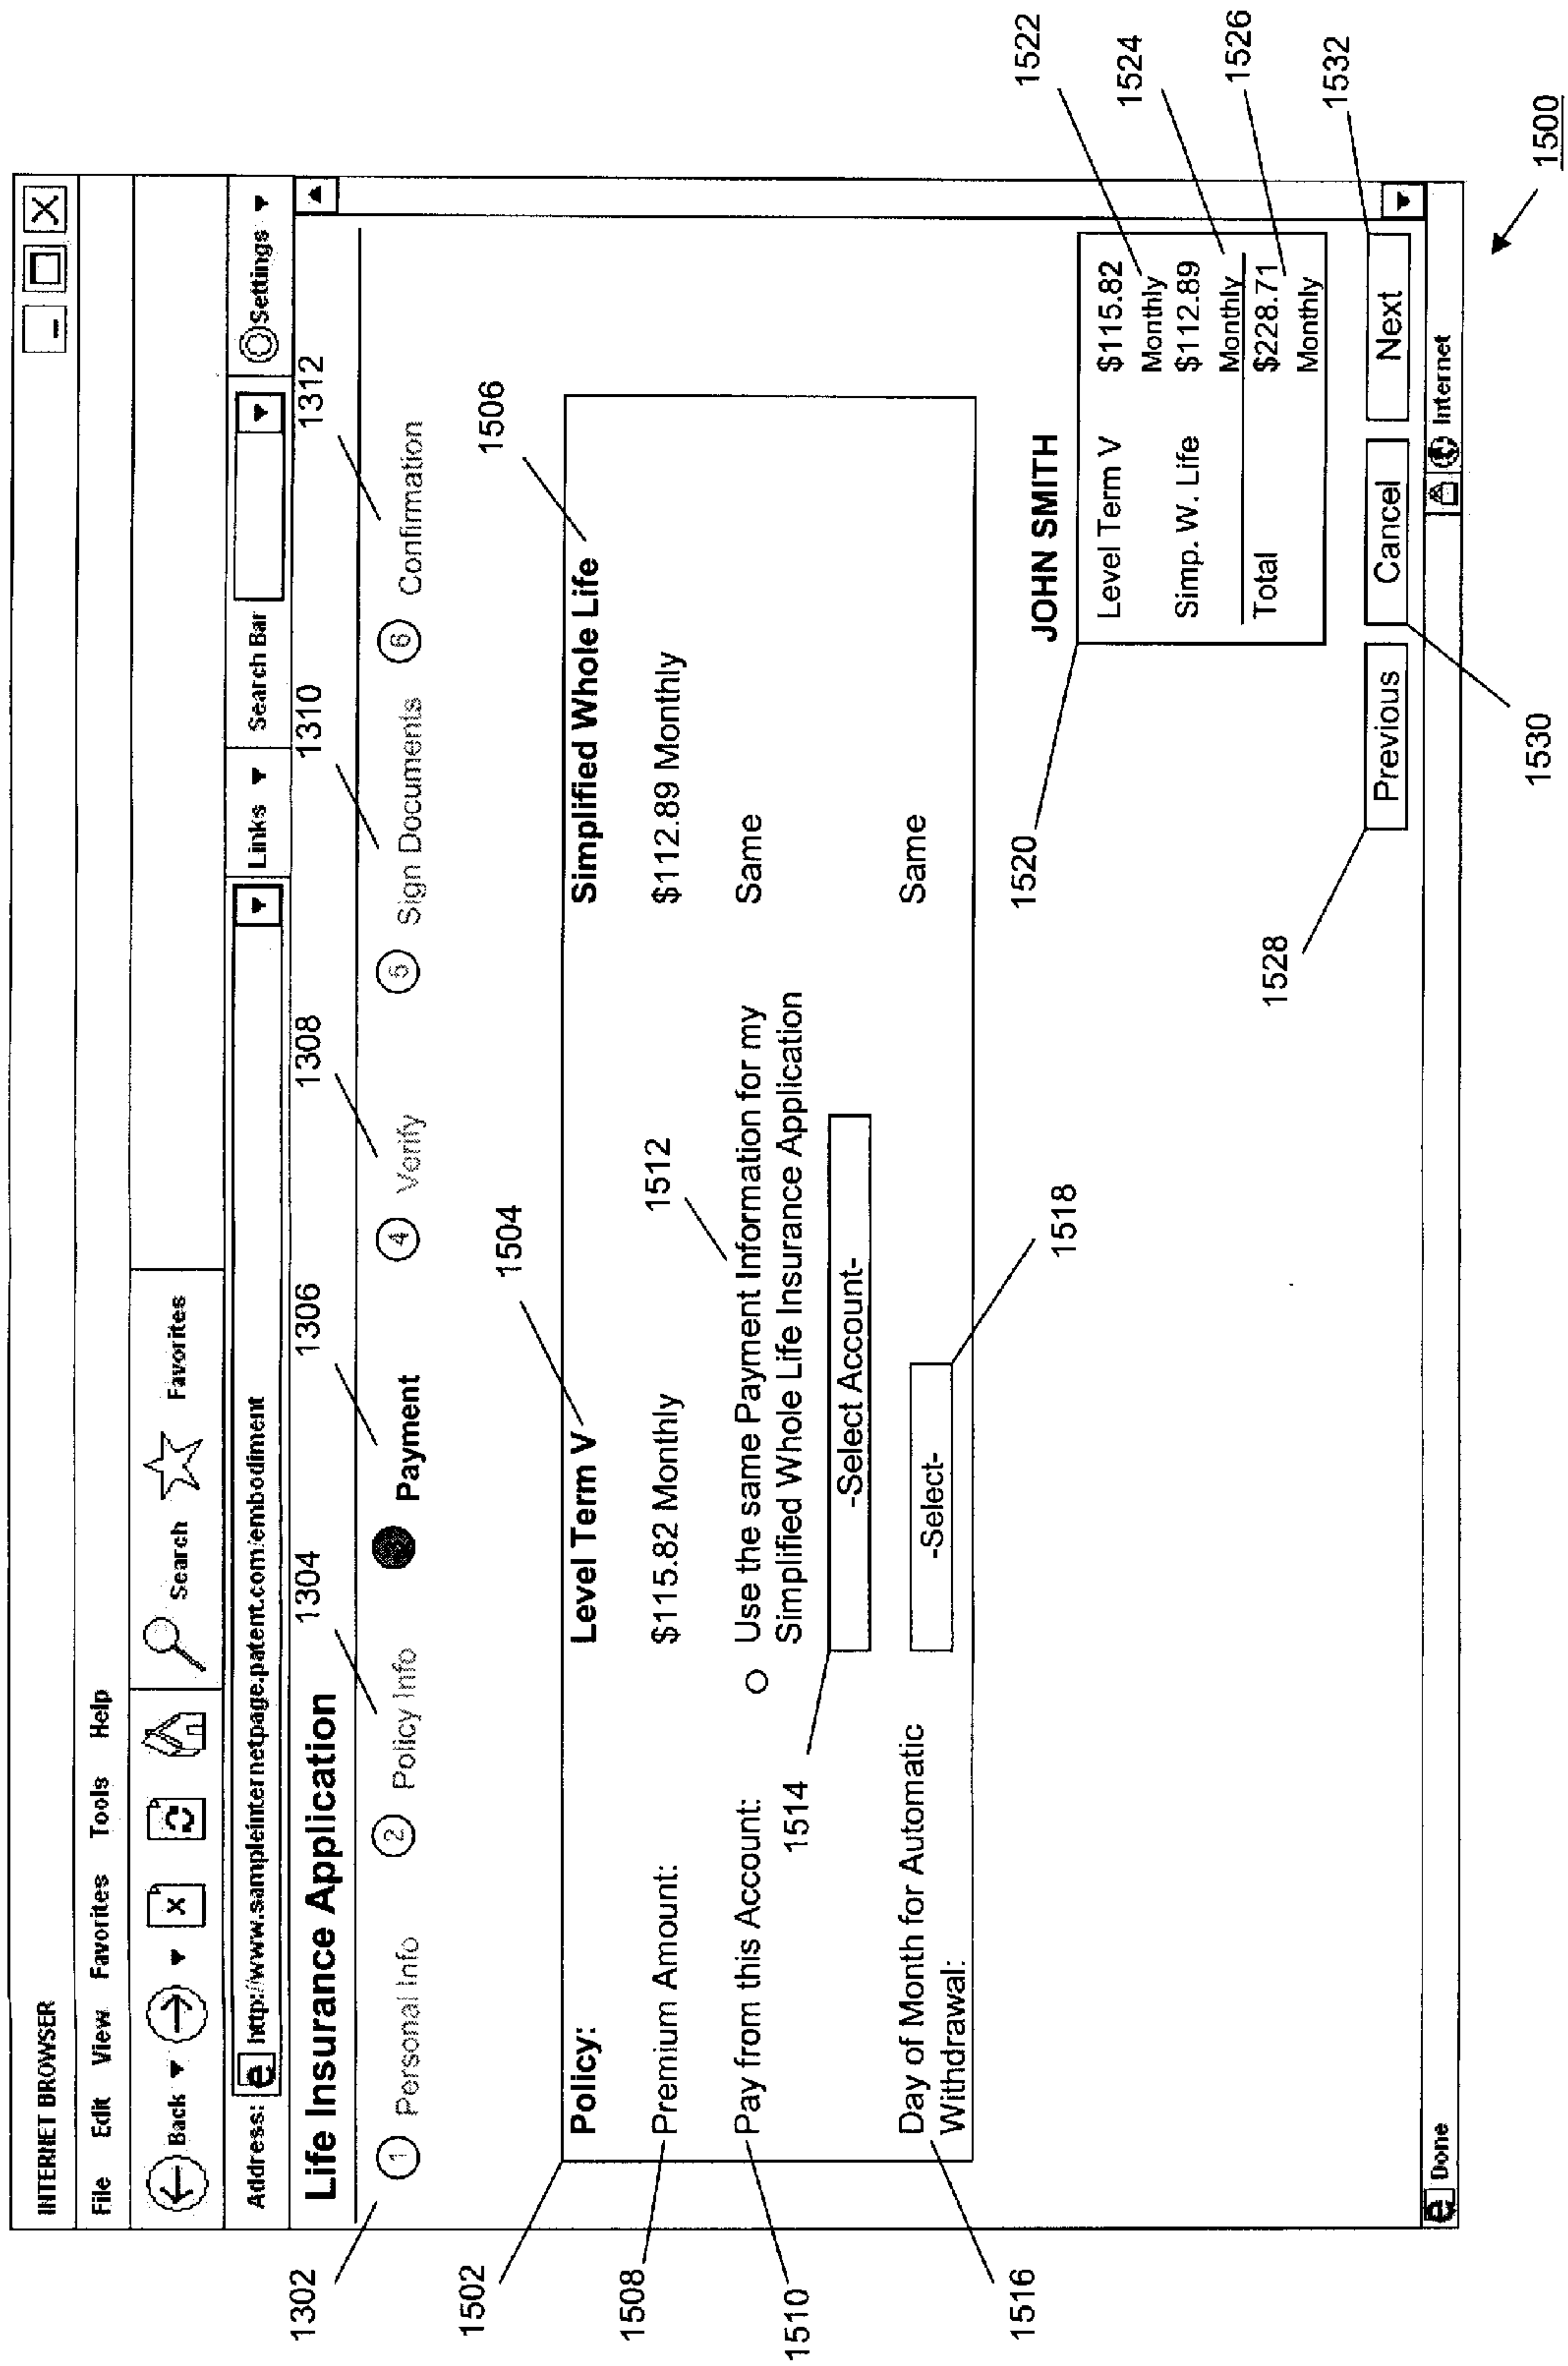 INTERNET BROWSER
File Edit View Favorites Tools Help
Back Search Favorites
Address: http://www.sampleinternetpage.patent.com/embodiment Links Search Bar Settings
Life Insurance Application
1302 1304 1306 1308 1310 1312
1 Personal Info 2 Policy Info Payment 4 Verify 5 Sign Documents 6 Confirmation
1502 1504 1506
Policy: Level Term V Simplified Whole Life
1508 Premium Amount: $115.82 Monthly $112.89 Monthly
1512
1510 Pay from this Account: Use the same Payment Information for my Same
Simplified Whole Life Insurance Application
1514 -Select Account-
1516 Day of Month for Automatic -Select- Same
Withdrawal:
1518
1520 JOHN SMITH
Level Term V $115.82 1522
Monthly
Simp. W. Life $112.89
Monthly 1524
Total $228.71 1526
Monthly
1528 Previous Cancel Next 1532
1530
Done Internet
1500